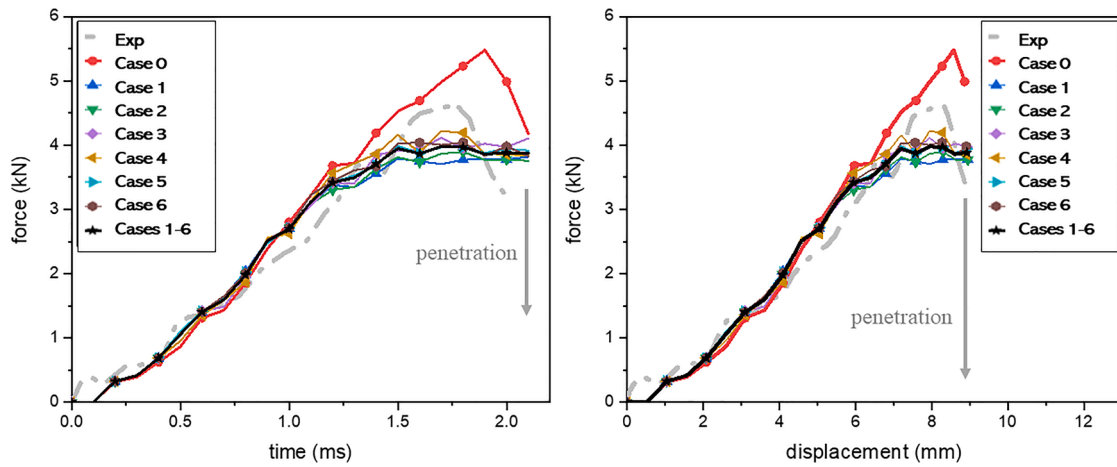 6
5
4
3
2
1
0
force (kN)
Exp
Case 0
Case 1
Case 2
Case 3
Case 4
Case 5
Case 6
Cases 1-6
penetration
0.0
0.5
1.0
1.5
2.0
time (ms)
6
5
4
3
2
1
0
force (kN)
Exp
Case 0
Case 1
Case 2
Case 3
Case 4
Case 5
Case 6
Cases 1-6
penetration
0
2
4
6
8
10
12
displacement (mm)